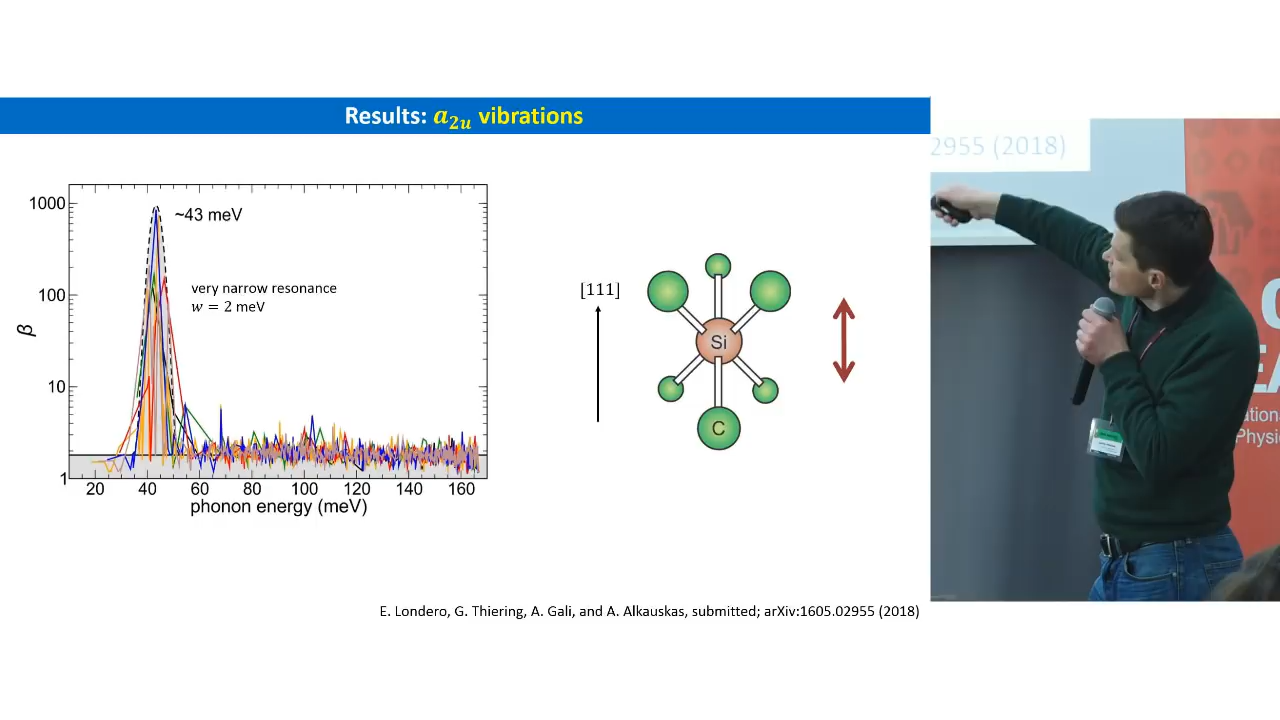 Results: a2u vibrations
2955 (2018)
1000
~43 meV
very narrow resonance
w = 2 meV
100
β
10
1
20 40 60 80 100 120 140 160
phonon energy (meV)
[111]
Si
C
E. Londero, G. Thiering, A. Gali, and A. Alkauskas, submitted; arXiv:1605.02955 (2018)